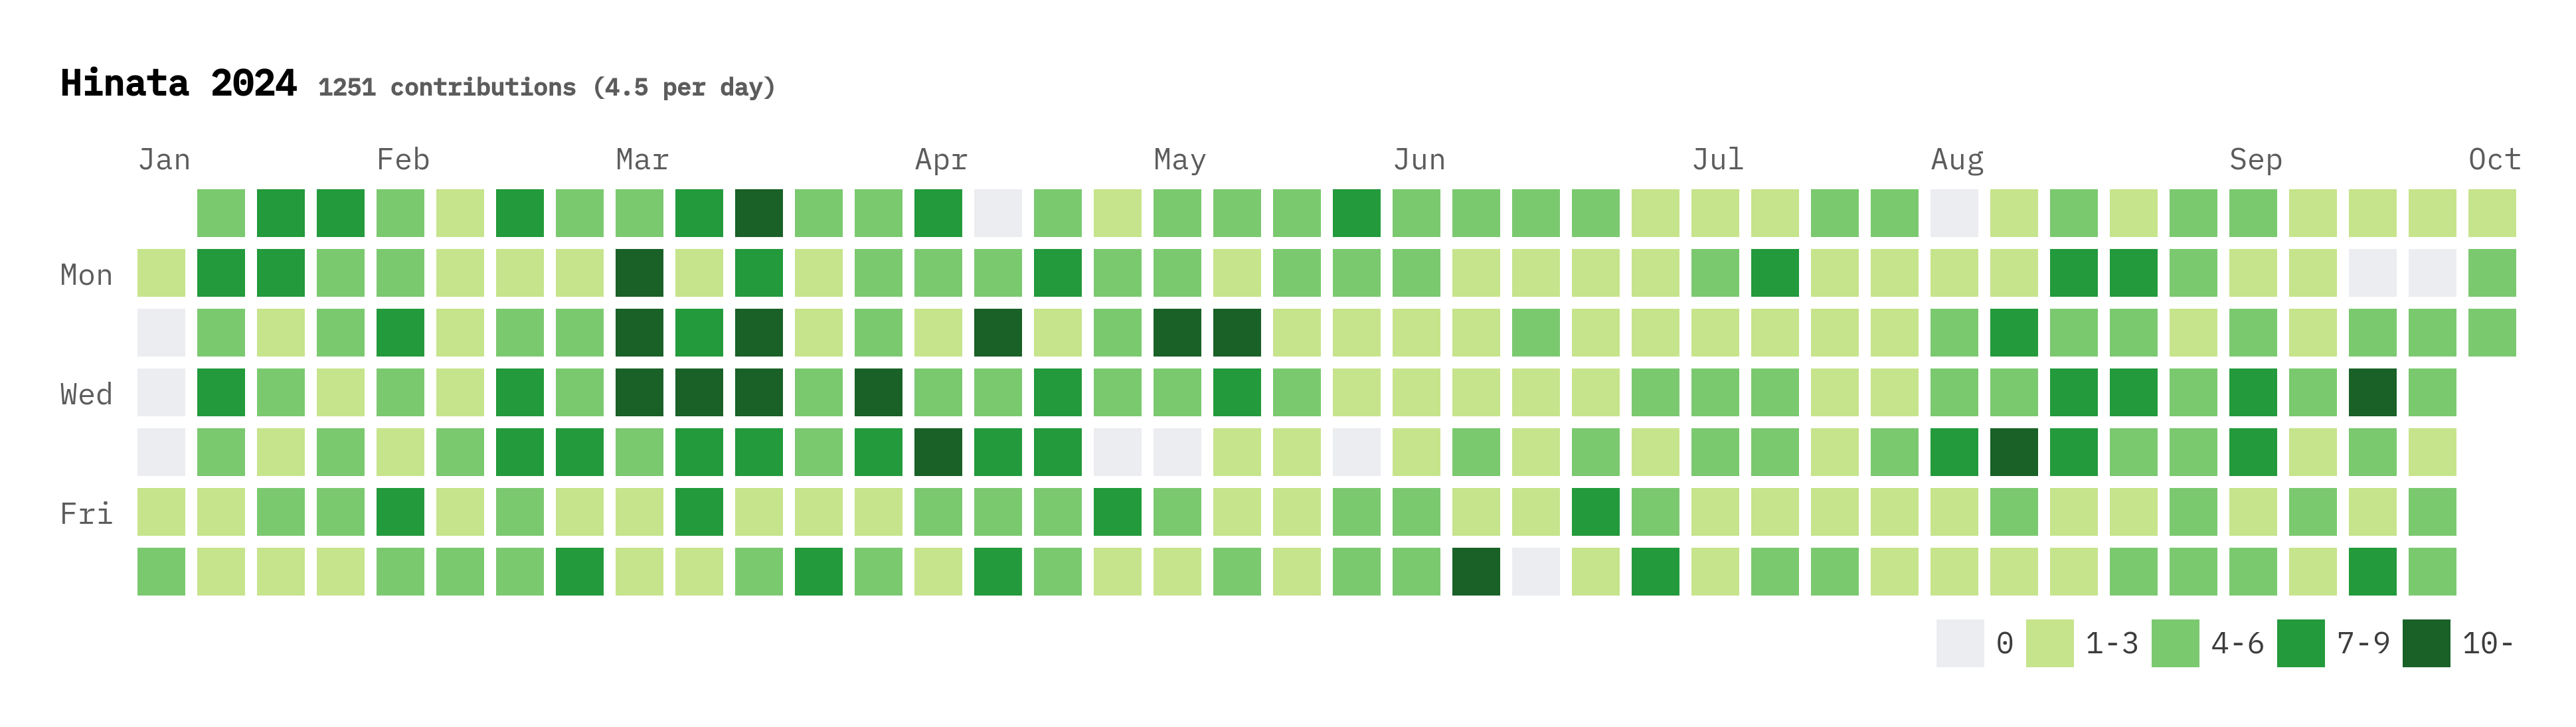 Hinata 2024 1251 contributions (4.5 per day)
Jan Feb Mar Apr May Jun Jul Aug Sep Oct
Mon
Wed
Fri
0 1-3 4-6 7-9 10-